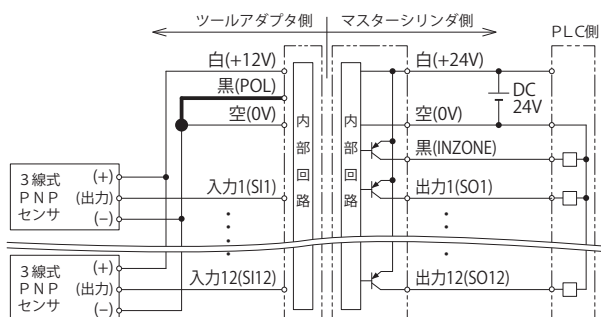 ツールアダプタ側
マスターシリンダ側
PLC側
白(+12V)
黒(POL)
空(0V)
入力1(SI1)
入力12(SI12)
内部回路
内部回路
白(+24V)
DC
24V
空(0V)
黒(INZONE)
出力1(SO1)
出力12(SO12)
3線式
PNP
センサ
(+)
(出力)
(−)
3線式
PNP
センサ
(+)
(出力)
(−)